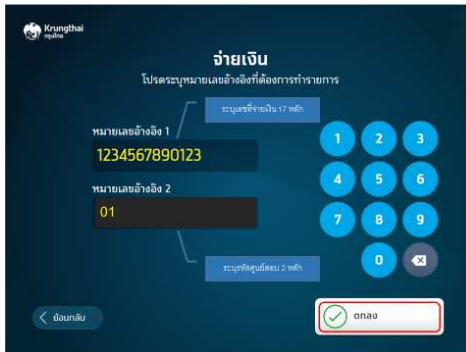 Krungthai
กรุงไทย
จ่ายเงิน
โปรดระบุหมายเลขอ้างอิงที่ต้องการทำรายการ
ระบุเลขที่จ่ายเงิน 17 หลัก
หมายเลขอ้างอิง 1
1234567890123
หมายเลขอ้างอิง 2
01
ระบุรหัสศูนย์สอบ 2 หลัก
1 2 3
4 5 6
7 8 9
0
ย้อนกลับ
ตกลง